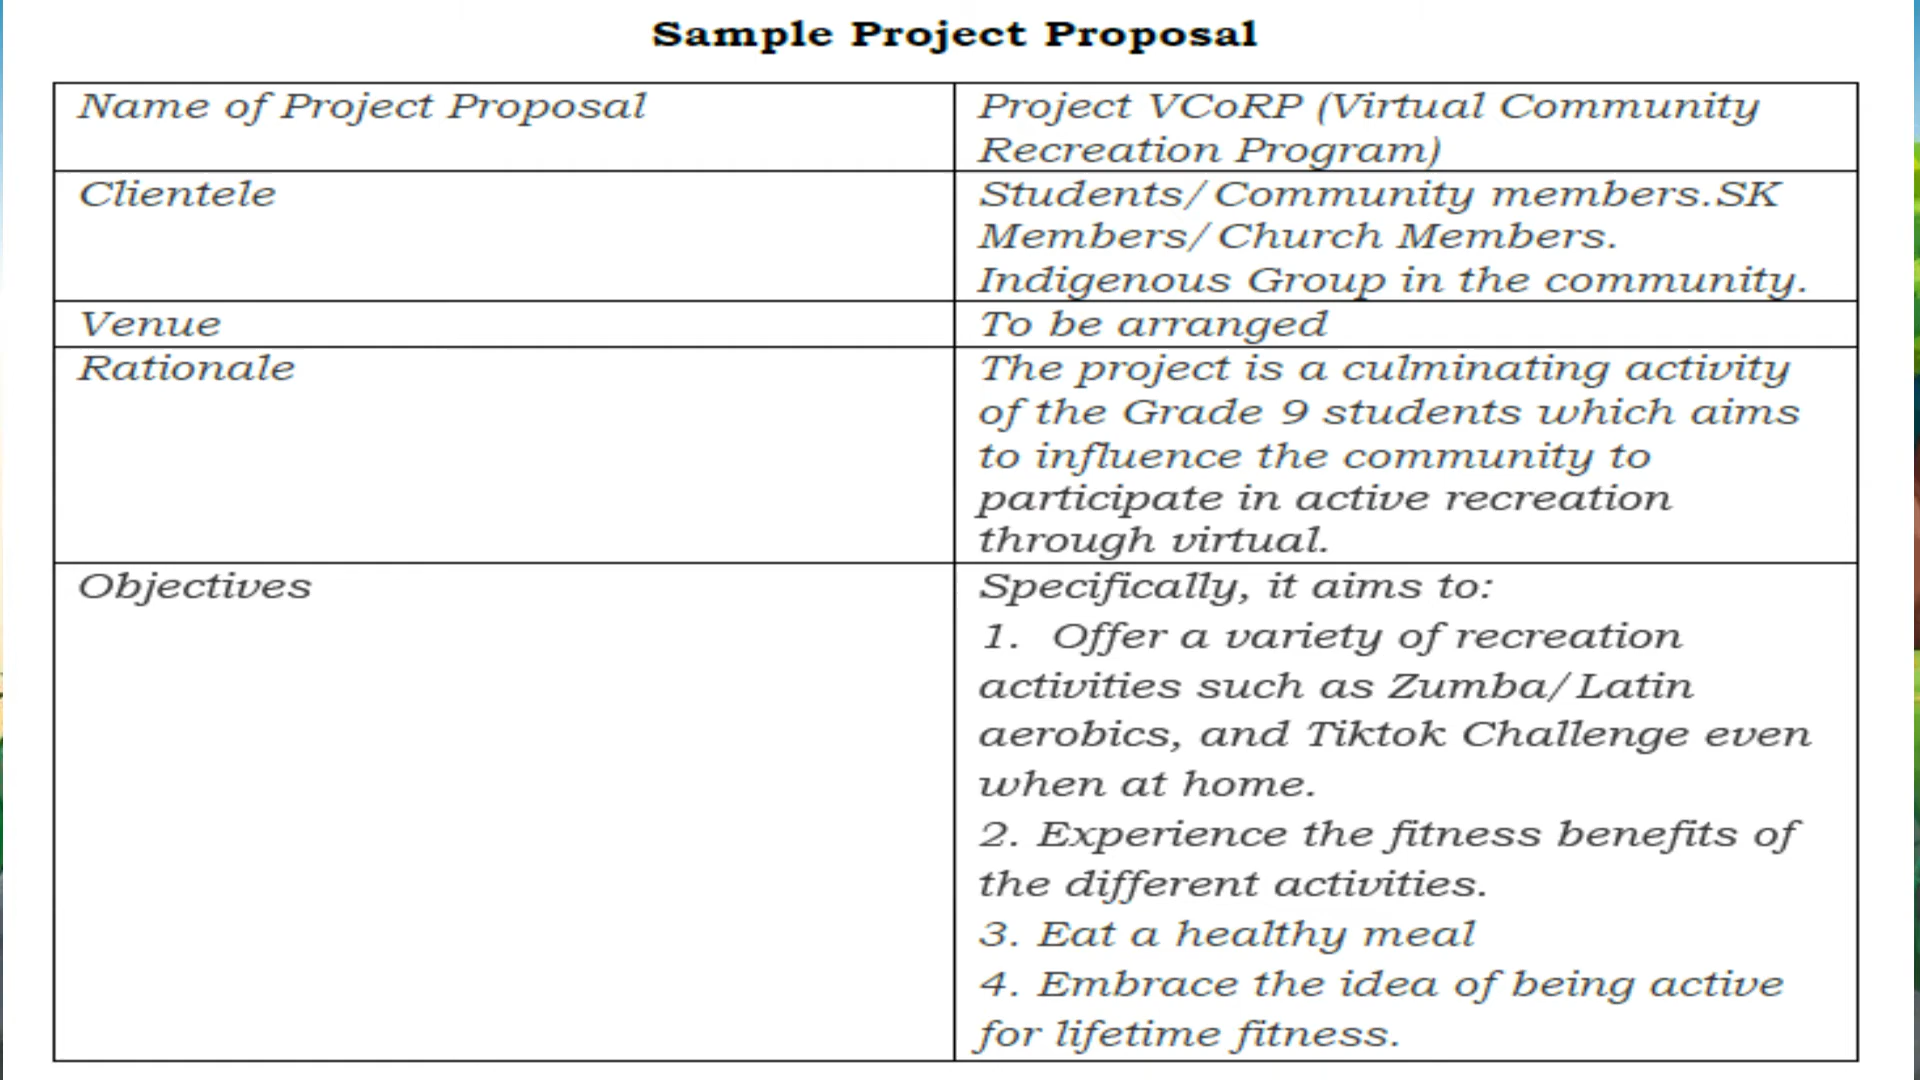 Sample Project Proposal
Name of Project Proposal
Project VCoRP (Virtual Community
Recreation Program)
Clientele
Students/Community members.SK
Members/Church Members.
Indigenous Group in the community.
Venue
To be arranged
Rationale
The project is a culminating activity
of the Grade 9 students which aims
to influence the community to
participate in active recreation
through virtual.
Objectives
Specifically, it aims to:
1. Offer a variety of recreation
activities such as Zumba/Latin
aerobics, and Tiktok Challenge even
when at home.
2. Experience the fitness benefits of
the different activities.
3. Eat a healthy meal
4. Embrace the idea of being active
for lifetime fitness.